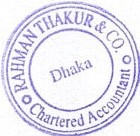 RAHMAN THAKUR & CO.
Dhaka
Chartered Accountant